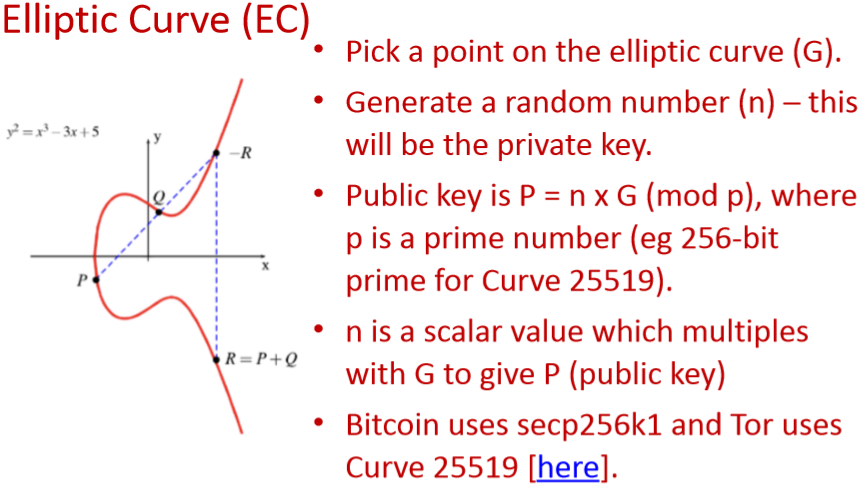 Elliptic Curve (EC)
• Pick a point on the elliptic curve (G).
• Generate a random number (n) – this
will be the private key.
• Public key is P = n x G (mod p), where
p is a prime number (eg 256-bit
prime for Curve 25519).
• n is a scalar value which multiples
with G to give P (public key)
• Bitcoin uses secp256k1 and Tor uses
Curve 25519 [here].
y² = x³ – 3x + 5
y
–R
Q
x
P
R = P + Q